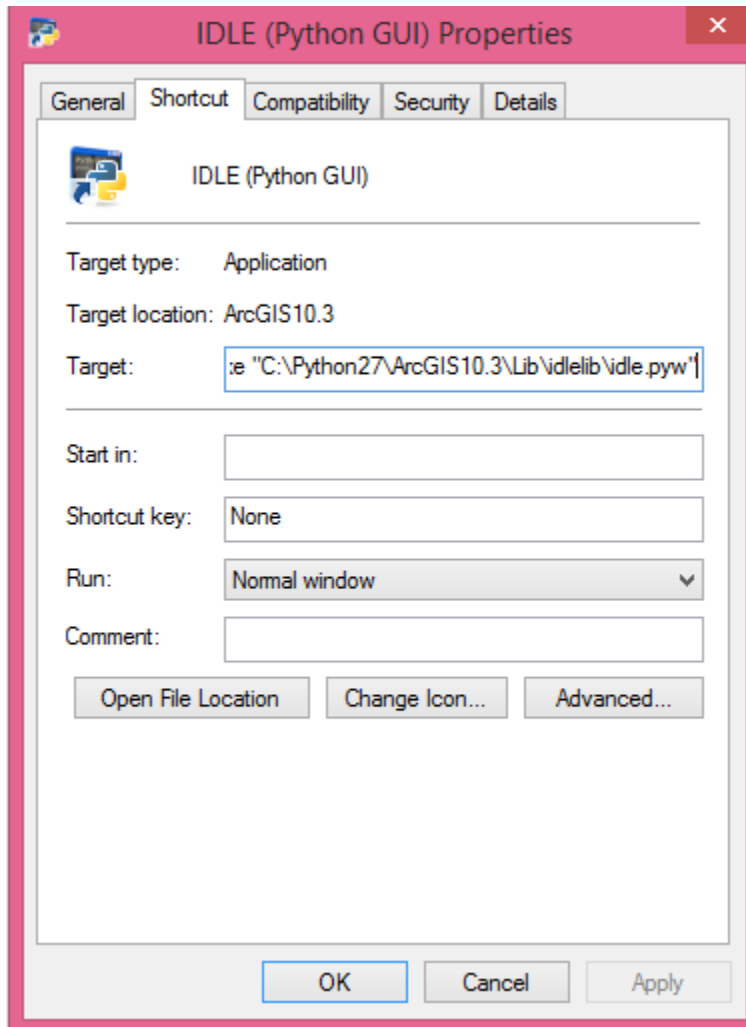 IDLE (Python GUI) Properties
General Shortcut Compatibility Security Details
IDLE (Python GUI)
Target type: Application
Target location: ArcGIS10.3
Target: :e "C:\Python27\ArcGIS10.3\Lib\idlelib\idle.pyw"
Start in:
Shortcut key: None
Run: Normal window
Comment:
Open File Location Change Icon... Advanced...
OK Cancel Apply